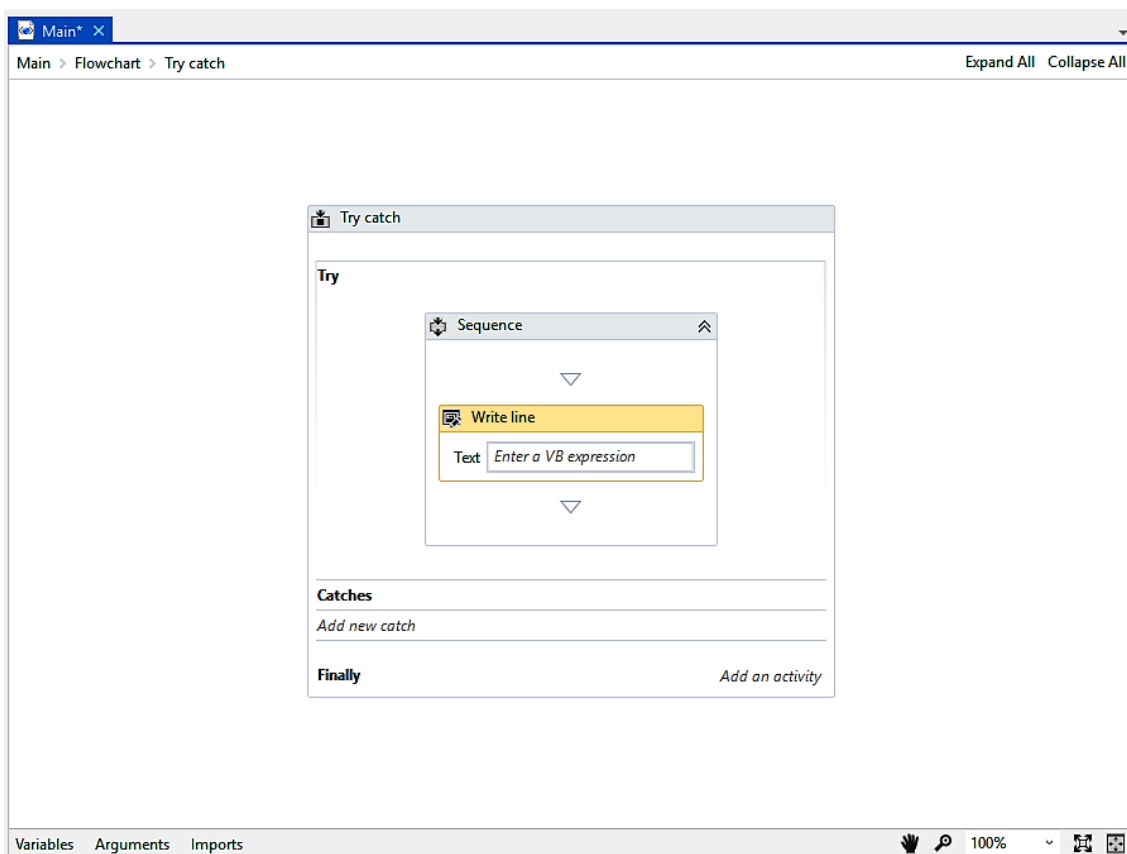 Main*
Main > Flowchart > Try catch Expand All Collapse All
Try catch
Try
Sequence
Write line
Text Enter a VB expression
Catches
Add new catch
Finally Add an activity
Variables Arguments Imports 100%